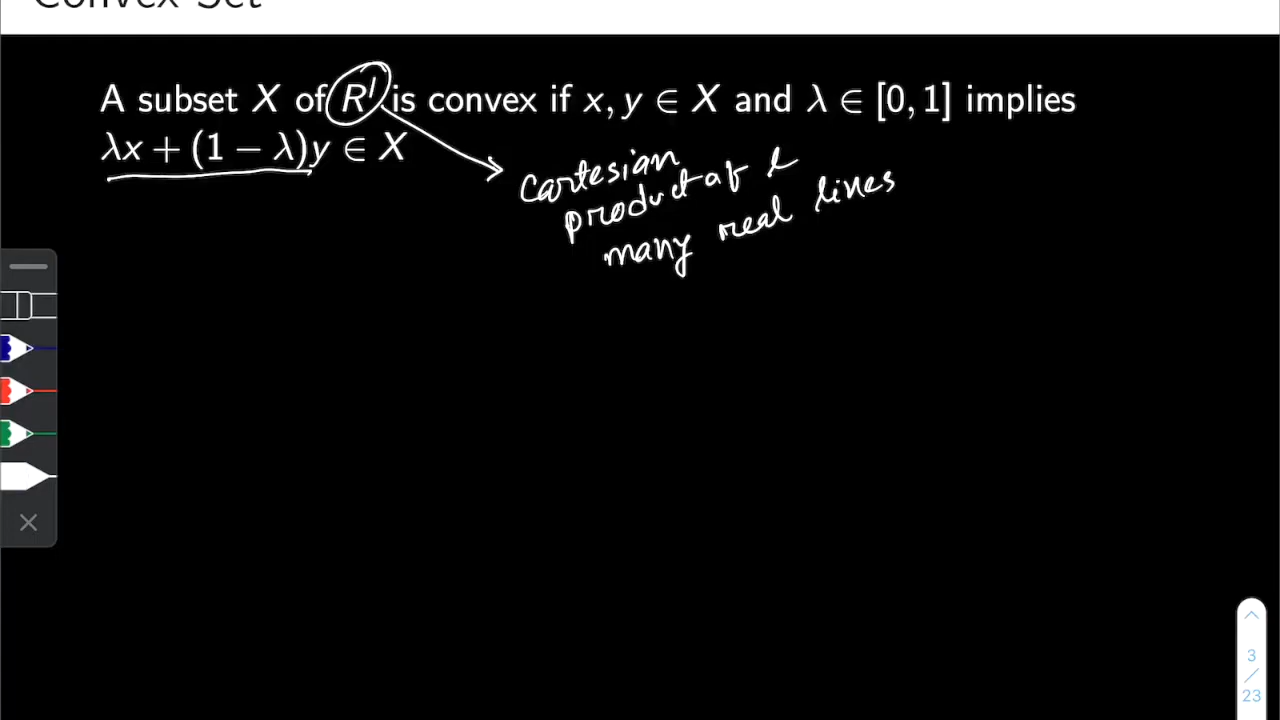 Convex Set
A subset X of Rˡ is convex if x, y ∈ X and λ ∈ [0, 1] implies
λx + (1 − λ)y ∈ X
Cartesian
product of l
many real lines
3
/
23